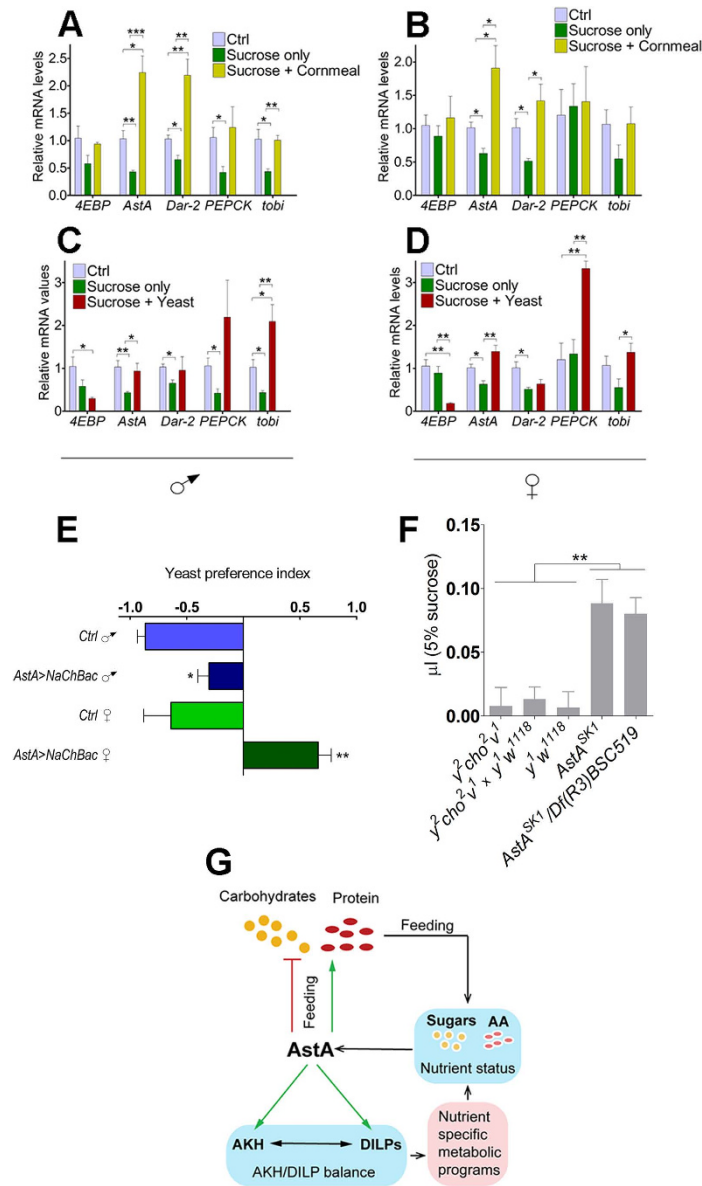 A
Relative mRNA levels
2.5
2.0
1.5
1.0
0.5
0.0
Ctrl
Sucrose only
Sucrose + Cornmeal
*** * ** ** ** * * ** *
4EBP AstA Dar-2 PEPCK tobi
B
Relative mRNA levels
2.5
2.0
1.5
1.0
0.5
0.0
Ctrl
Sucrose only
Sucrose + Cornmeal
* * * * *
4EBP AstA Dar-2 PEPCK tobi
C
Relative mRNA values
3
2
1
0
Ctrl
Sucrose only
Sucrose + Yeast
* * ** * * ** * *
4EBP AstA Dar-2 PEPCK tobi
♂
D
Relative mRNA levels
3
2
1
0
Ctrl
Sucrose only
Sucrose + Yeast
** ** ** ** * ** * *
4EBP AstA Dar-2 PEPCK tobi
♀
E
Yeast preference index
-1.0 -0.5 0.5 1.0
Ctrl ♂
AstA>NaChBac ♂ *
Ctrl ♀
AstA>NaChBac ♀ **
F
µl (5% sucrose)
0.15
0.10
0.05
0.00
**
y² cho² v¹
y² cho² v¹ x y¹ w¹¹¹⁸
y¹ w¹¹¹⁸
AstA^SK1
AstA^SK1/Df(R3)BSC519
G
Carbohydrates Protein
Feeding
Feeding
AstA
Sugars AA
Nutrient status
AKH DILPs
AKH/DILP balance
Nutrient
specific
metabolic
programs